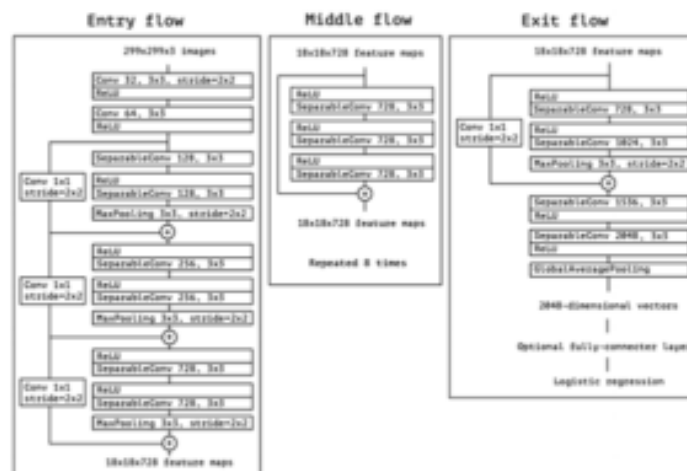 Entry flow
299x299x3 images
Conv 32, 3x3, stride=2x2
ReLU
Conv 64, 3x3
ReLU
SeparableConv 128, 3x3
ReLU
SeparableConv 128, 3x3
MaxPooling 3x3, stride=2x2
Conv 1x1
stride=2x2
+
ReLU
SeparableConv 256, 3x3
ReLU
SeparableConv 256, 3x3
MaxPooling 3x3, stride=2x2
Conv 1x1
stride=2x2
+
ReLU
SeparableConv 728, 3x3
ReLU
SeparableConv 728, 3x3
MaxPooling 3x3, stride=2x2
Conv 1x1
stride=2x2
+
18x18x728 feature maps
Middle flow
18x18x728 feature maps
ReLU
SeparableConv 728, 3x3
ReLU
SeparableConv 728, 3x3
ReLU
SeparableConv 728, 3x3
+
18x18x728 feature maps
Repeated 8 times
Exit flow
18x18x728 feature maps
ReLU
SeparableConv 728, 3x3
ReLU
SeparableConv 1024, 3x3
MaxPooling 3x3, stride=2x2
Conv 1x1
stride=2x2
+
SeparableConv 1536, 3x3
ReLU
SeparableConv 2048, 3x3
ReLU
GlobalAveragePooling
2048-dimensional vectors
Optional fully-connected layer
Logistic regression